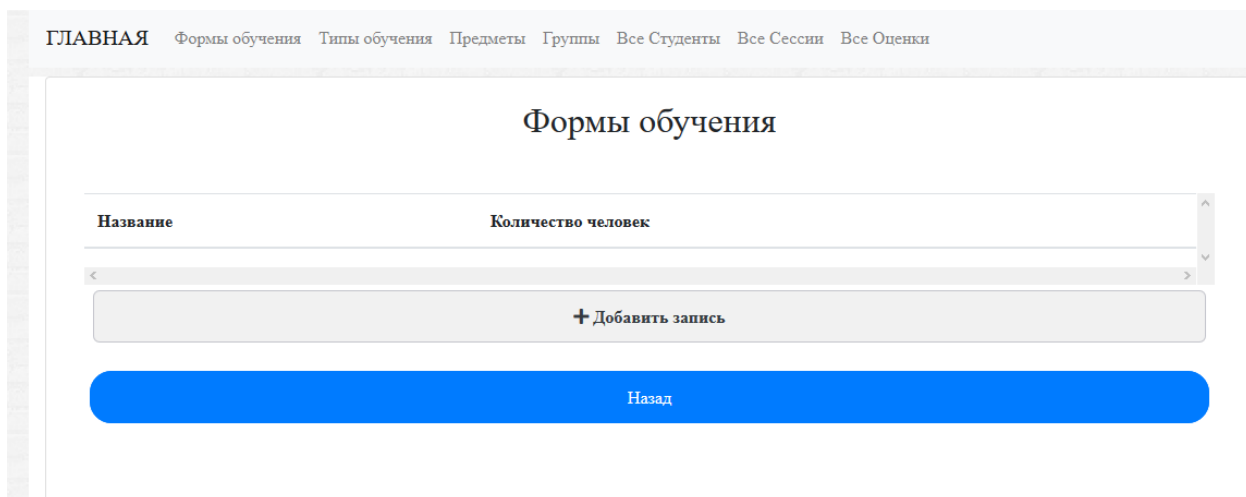 ГЛАВНАЯ Формы обучения Типы обучения Предметы Группы Все Студенты Все Сессии Все Оценки
Формы обучения
Название Количество человек
Добавить запись
Назад